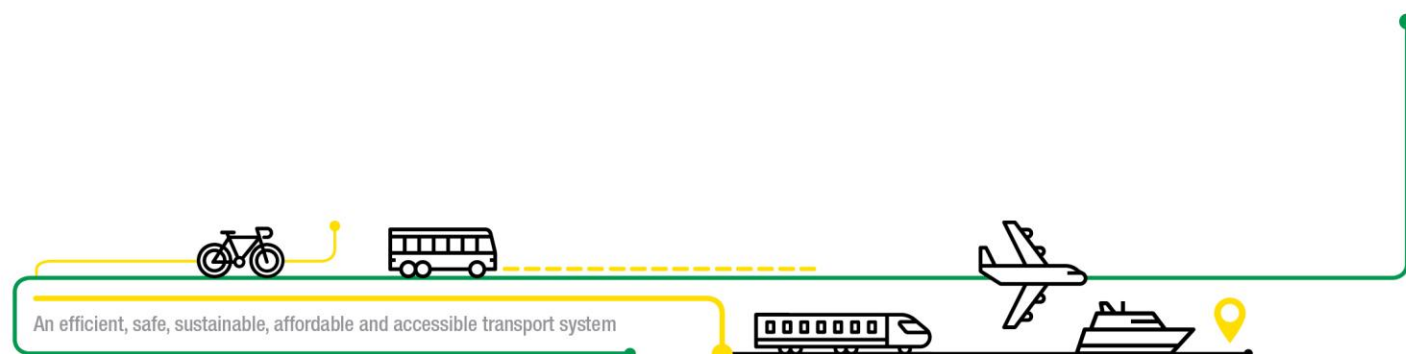 An efficient, safe, sustainable, affordable and accessible transport system